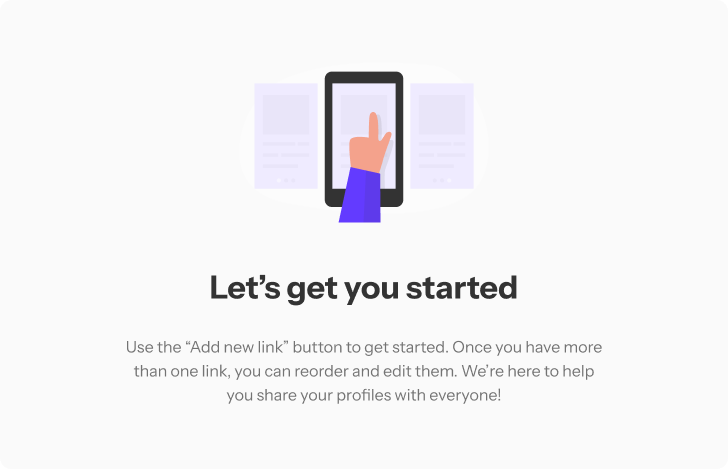 Let’s get you started
Use the “Add new link” button to get started. Once you have more
than one link, you can reorder and edit them. We’re here to help
you share your profiles with everyone!